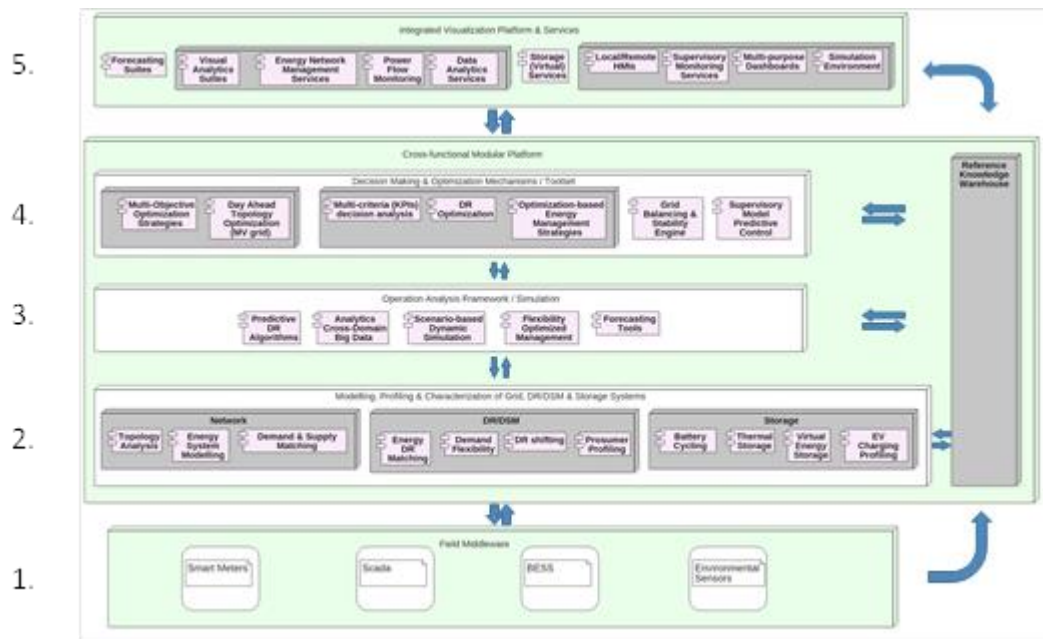 Integrated Visualization Platform & Services
5.
Forecasting
Suites
Visual
Analytics
Suites
Energy Network
Management
Services
Power
Flow
Monitoring
Data
Analytics
Services
Storage
(Virtual)
Services
Local/Remote
HMIs
Supervisory
Monitoring
Services
Multi-purpose
Dashboards
Simulation
Environment
Cross-functional Modular Platform
Reference
Knowledge
Warehouse
Decision Making & Optimization Mechanisms / Toolset
4.
Multi-Objective
Optimization
Strategies
Day Ahead
Topology
Optimization
(MV grid)
Multi-criteria (KPIs)
decision analysis
DR
Optimization
Optimization-based
Energy
Management
Strategies
Grid
Balancing &
Stability
Engine
Supervisory
Model
Predictive
Control
Operation Analysis Framework / Simulation
3.
Predictive
DR
Algorithms
Analytics
Cross-Domain
Big Data
Scenario-based
Dynamic
Simulation
Flexibility
Optimized
Management
Forecasting
Tools
Modelling, Profiling & Characterization of Grid, DR/DSM & Storage Systems
2.
Network
Topology
Analysis
Energy
System
Modelling
Demand & Supply
Matching
DR/DSM
Energy
DR
Matching
Demand
Flexibility
DR shifting
Prosumer
Profiling
Storage
Battery
Cycling
Thermal
Storage
Virtual
Energy
Storage
EV
Charging
Profiling
Field Middleware
1.
Smart Meters
Scada
BESS
Environmental
Sensors